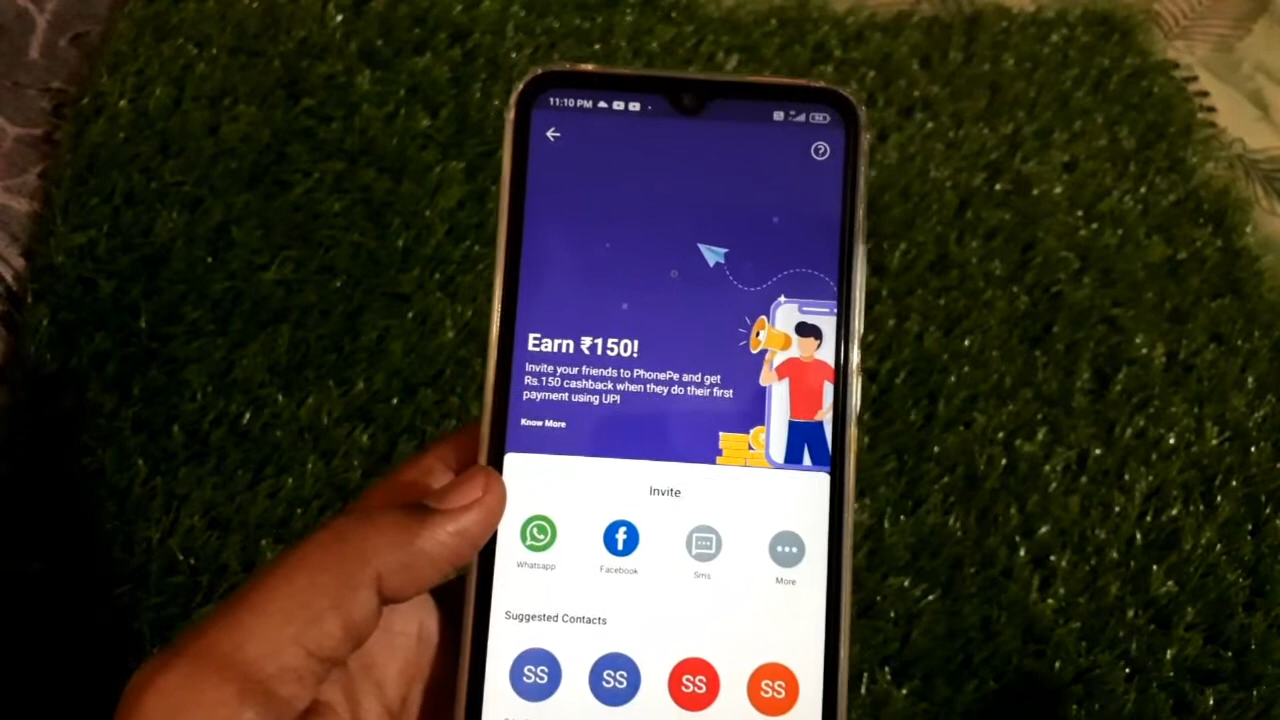 11:10 PM
94
Earn ₹150!
Invite your friends to PhonePe and get
Rs.150 cashback when they do their first
payment using UPI
Know More
Invite
Whatsapp
Facebook
Sms
More
Suggested Contacts
SS SS SS SS